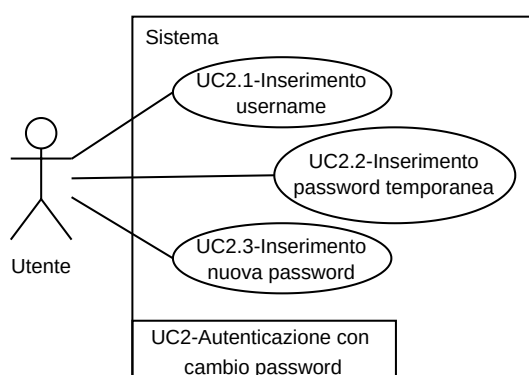 Sistema
UC2.1-Inserimento
username
UC2.2-Inserimento
password temporanea
UC2.3-Inserimento
nuova password
Utente
UC2-Autenticazione con
cambio password